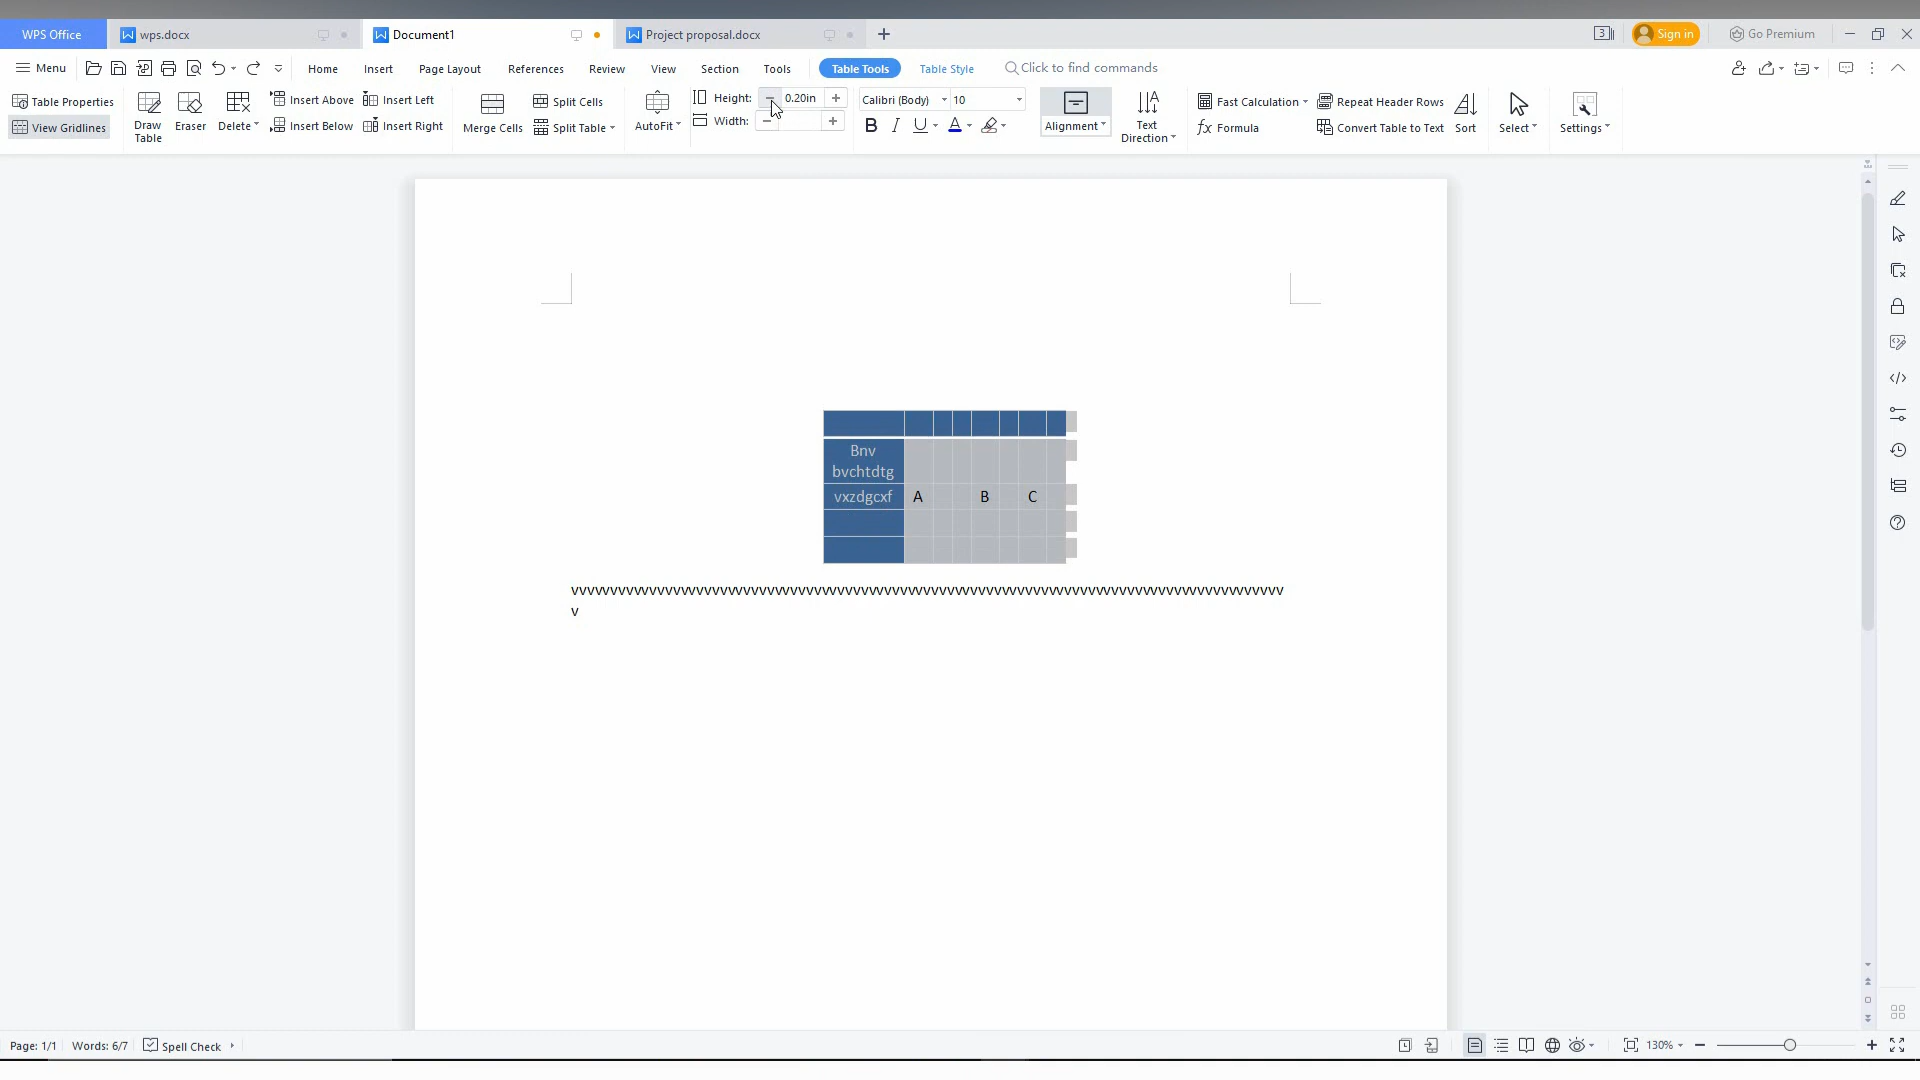 WPS Office wps.docx Document1 Project proposal.docx 3 Sign in Go Premium
Menu Home Insert Page Layout References Review View Section Tools Table Tools Table Style Click to find commands
Table Properties Insert Above Insert Left Split Cells Height: 0.20in Calibri (Body) 10 Fast Calculation Repeat Header Rows
View Gridlines Draw Table Eraser Delete Insert Below Insert Right Merge Cells Split Table AutoFit Width: B I U A Alignment Text Direction fx Formula Convert Table to Text Sort Select Settings
Bnv
bvchtdtg
vxzdgcxf A B C
v
Page: 1/1 Words: 6/7 Spell Check 130%